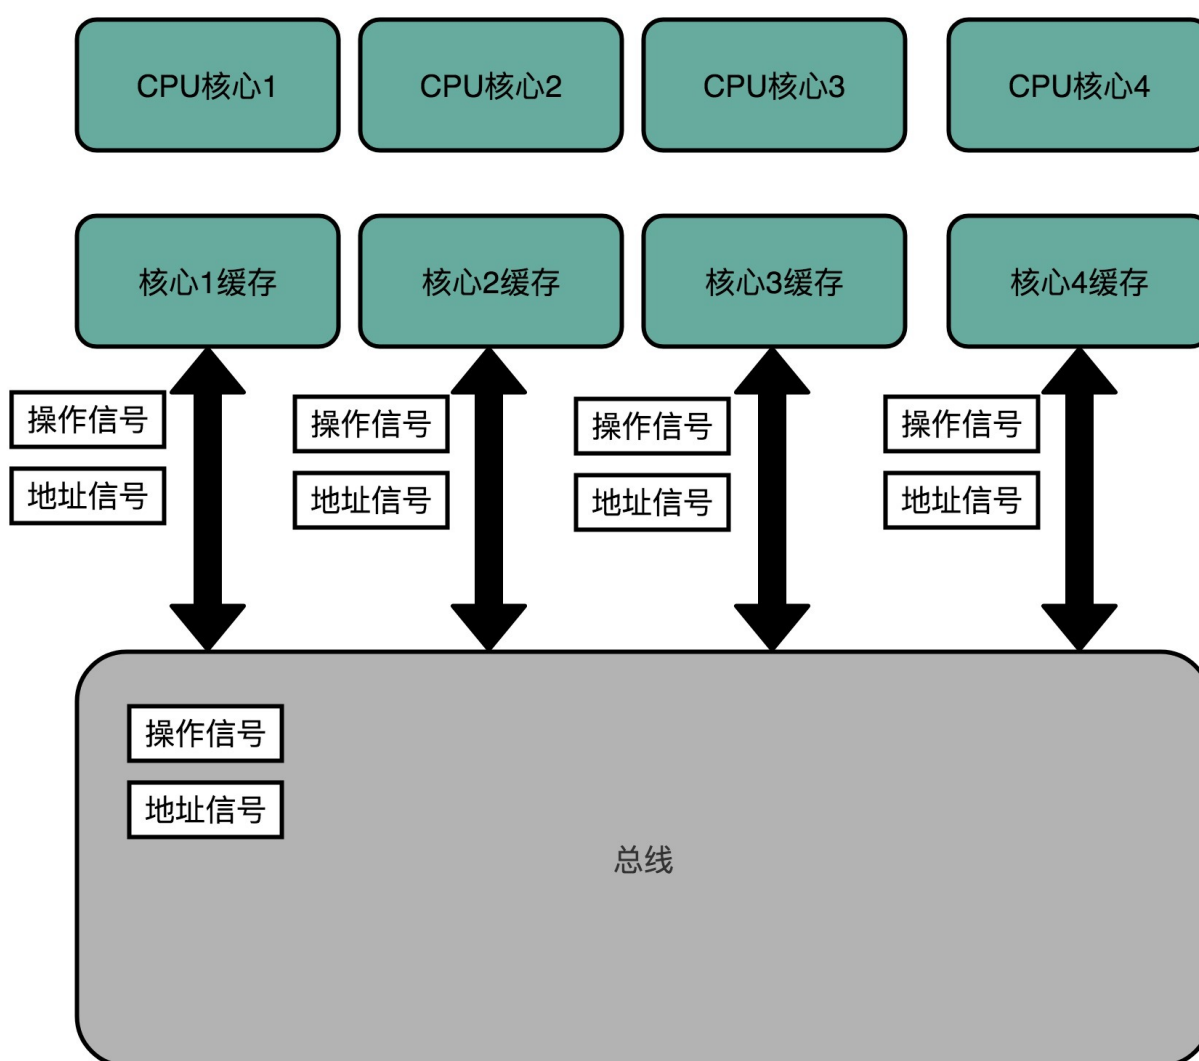 CPU核心1
CPU核心2
CPU核心3
CPU核心4
核心1缓存
核心2缓存
核心3缓存
核心4缓存
操作信号
地址信号
操作信号
地址信号
操作信号
地址信号
操作信号
地址信号
操作信号
地址信号
总线